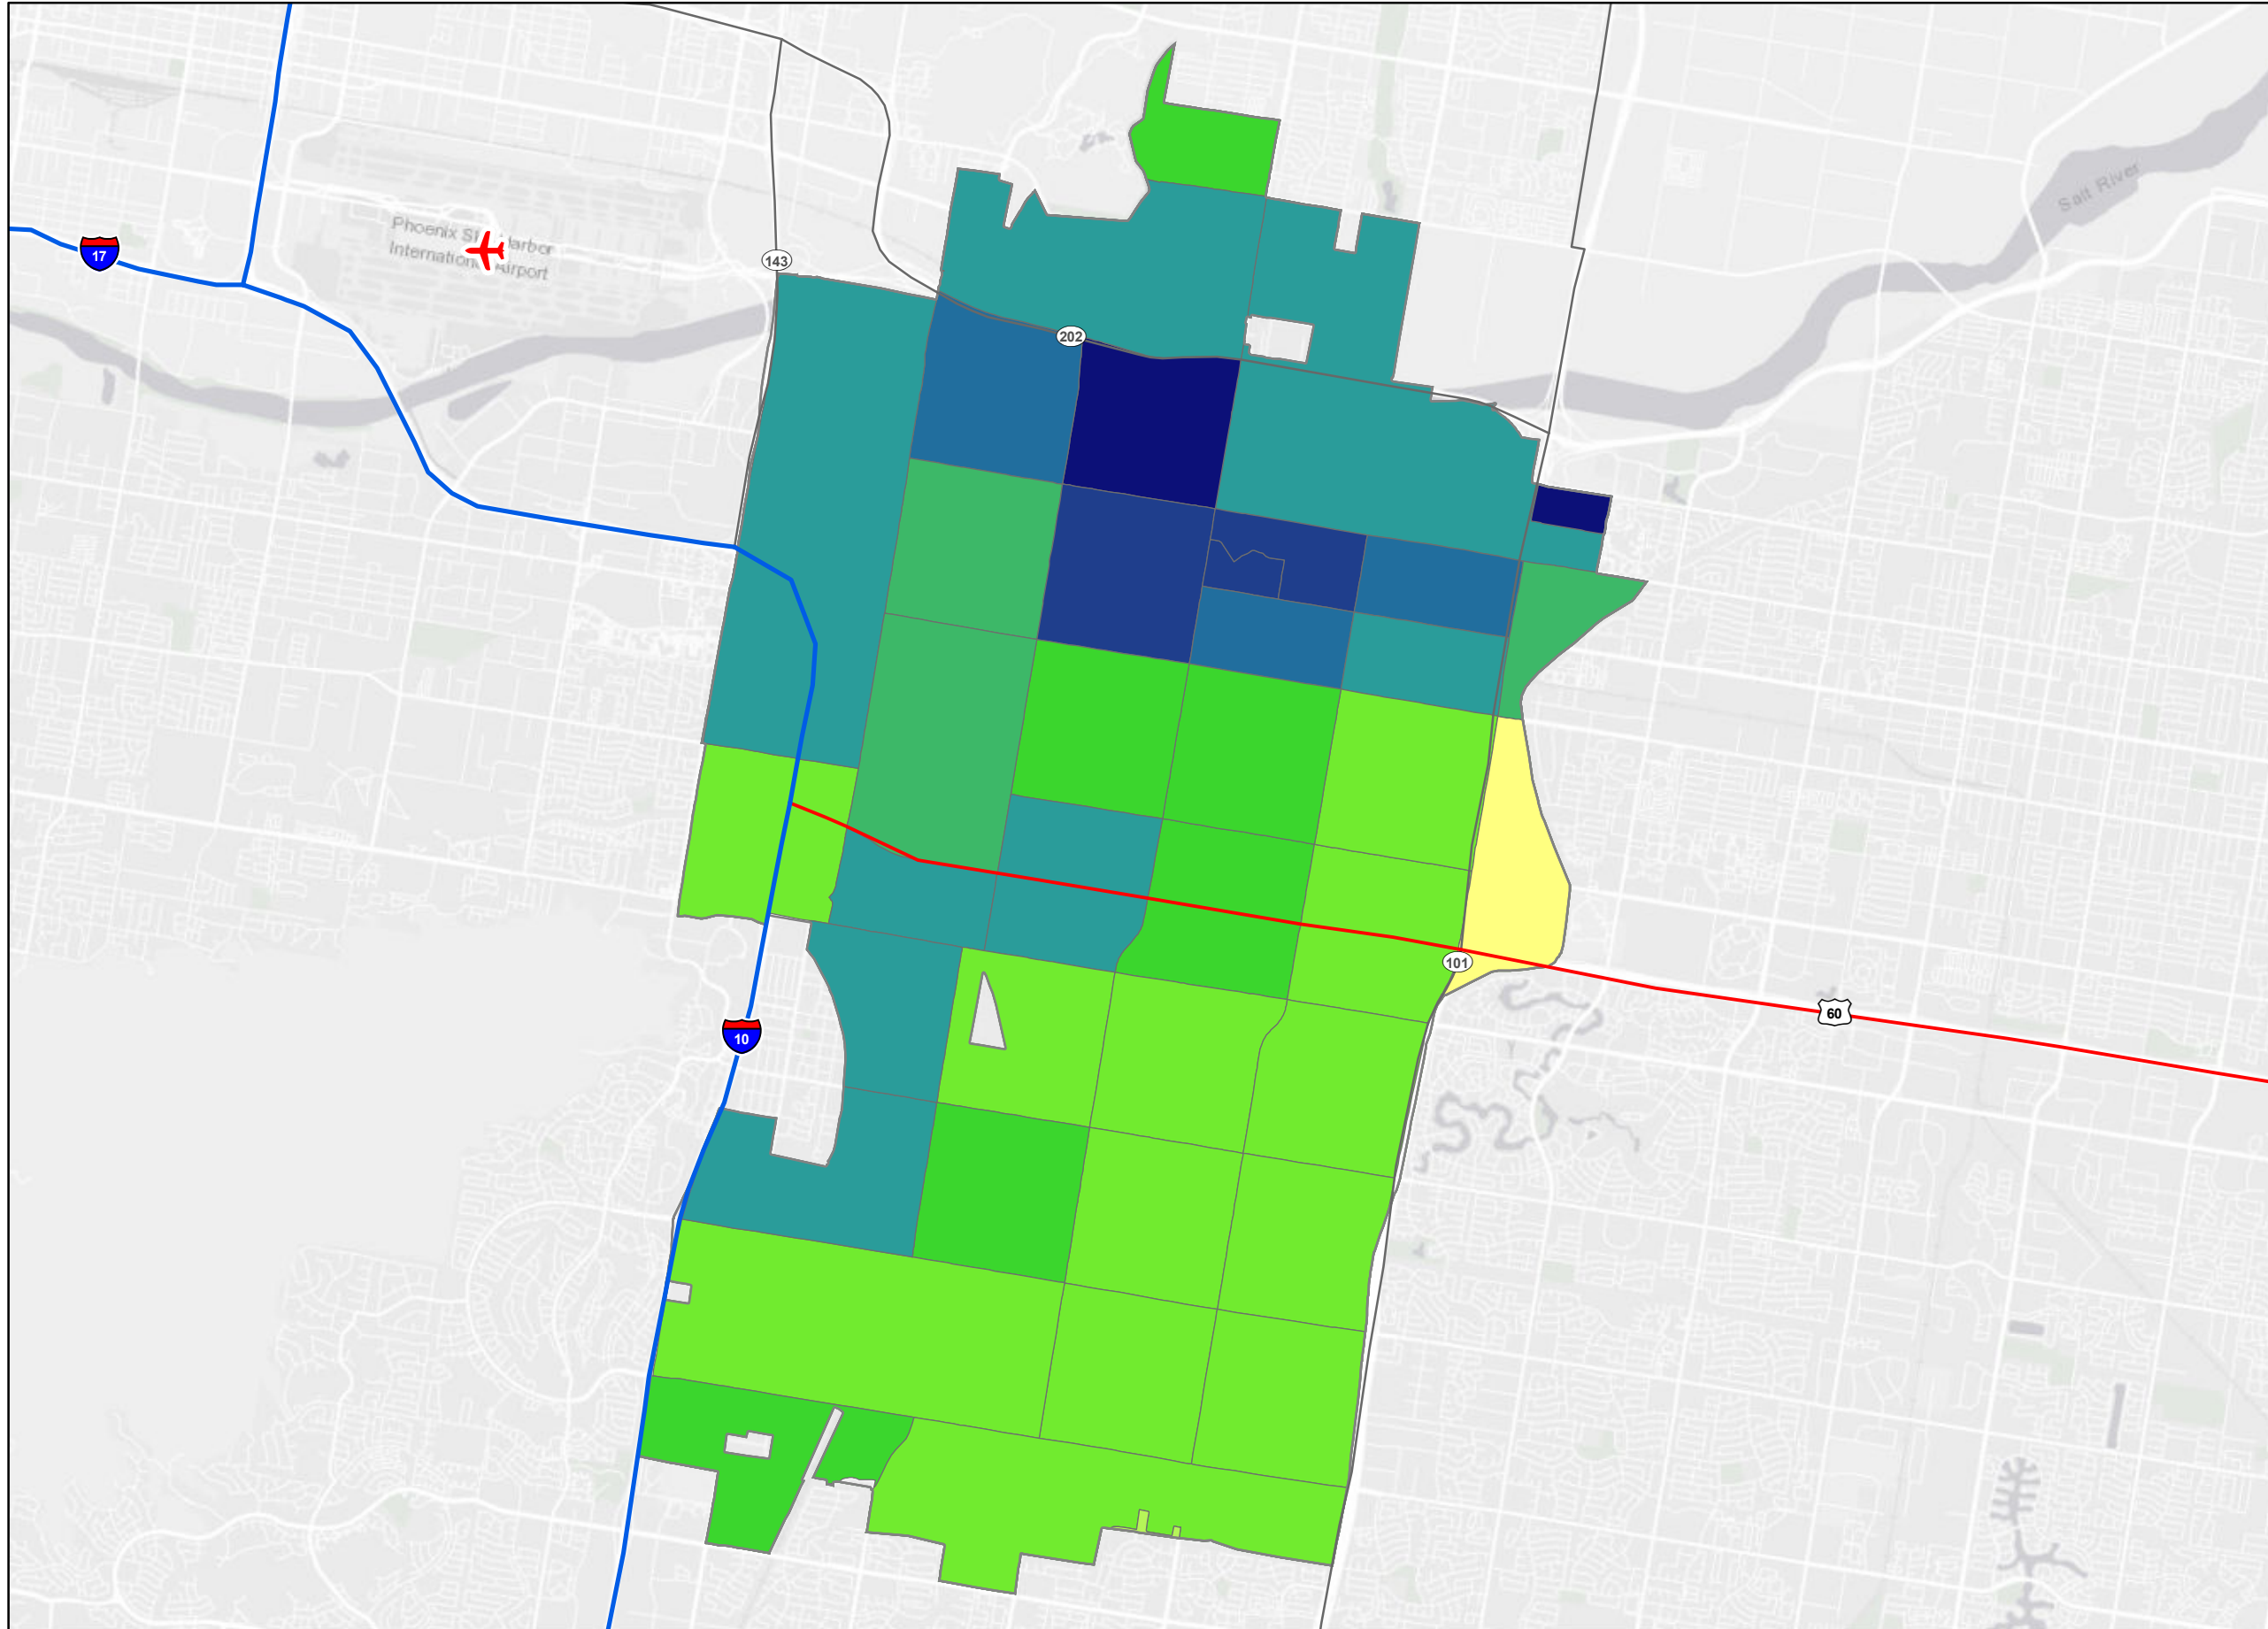 Salt River
Phoenix Sky Harbor
International Airport
17
143
202
101
60
10